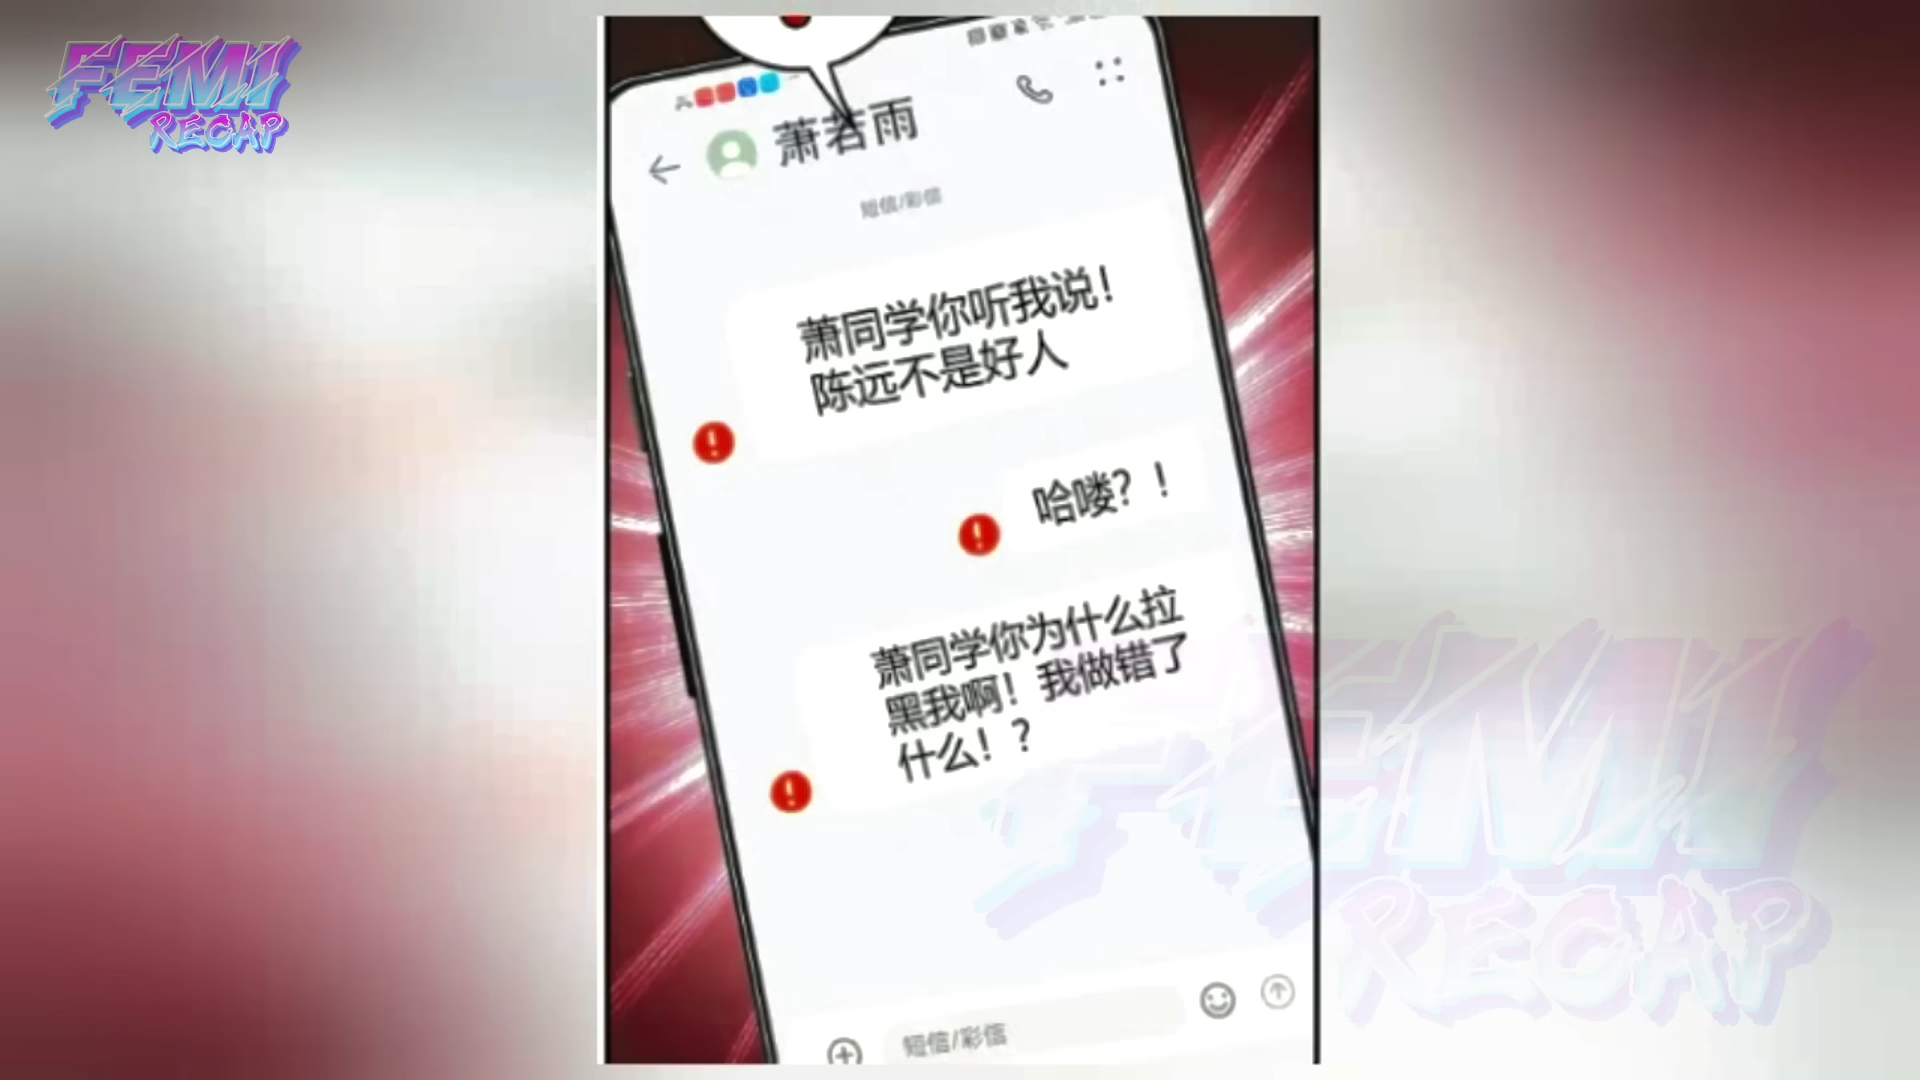 FEMI
RECAP
萧若雨
短信/彩信
萧同学你听我说！
陈远不是好人
哈喽？！
萧同学你为什么拉
黑我啊！我做错了
什么！？
短信/彩信
FEMI
RECAP